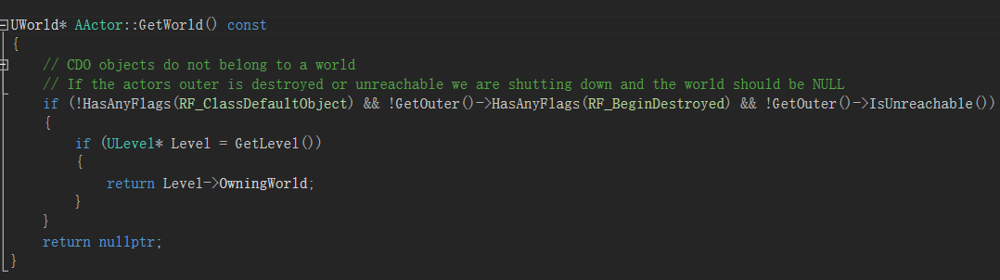 UWorld* AActor::GetWorld() const
{
    // CDO objects do not belong to a world
    // If the actors outer is destroyed or unreachable we are shutting down and the world should be NULL
    if (!HasAnyFlags(RF_ClassDefaultObject) && !GetOuter()->HasAnyFlags(RF_BeginDestroyed) && !GetOuter()->IsUnreachable())
    {
        if (ULevel* Level = GetLevel())
        {
            return Level->OwningWorld;
        }
    }
    return nullptr;
}